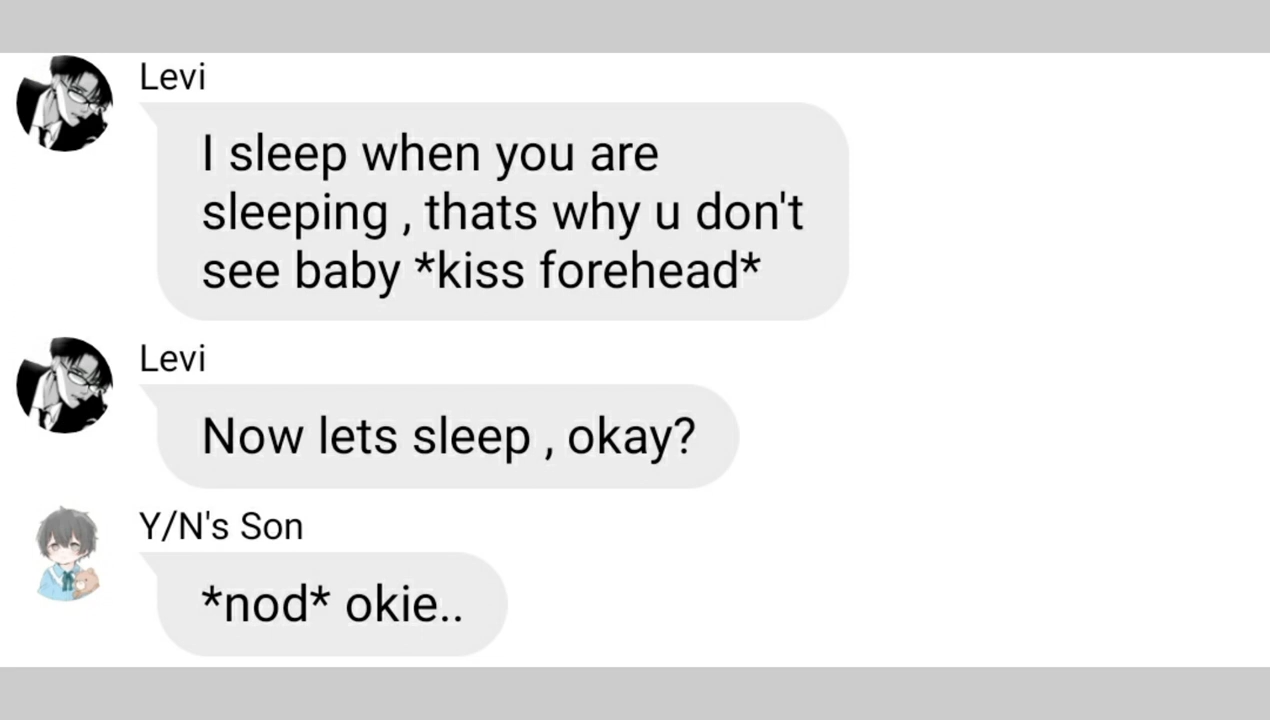 Levi
I sleep when you are
sleeping , thats why u don't
see baby *kiss forehead*
Levi
Now lets sleep , okay?
Y/N's Son
*nod* okie..